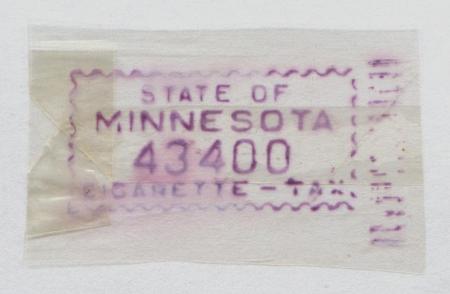 STATE OF
MINNESOTA
43400
CIGARETTE - TAX